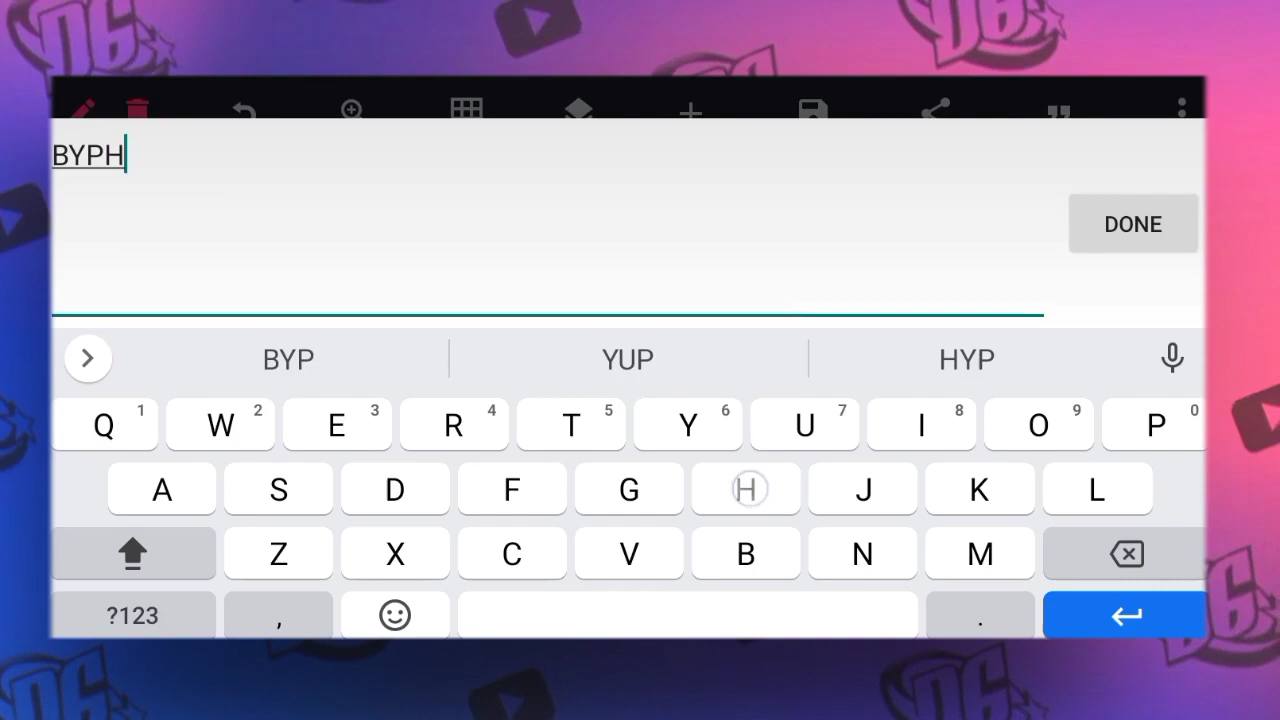 BYPH
DONE
BYP YUP HYP
Q 1 W 2 E 3 R 4 T 5 Y 6 U 7 I 8 O 9 P 0
A S D F G H J K L
Z X C V B N M
?123 , .